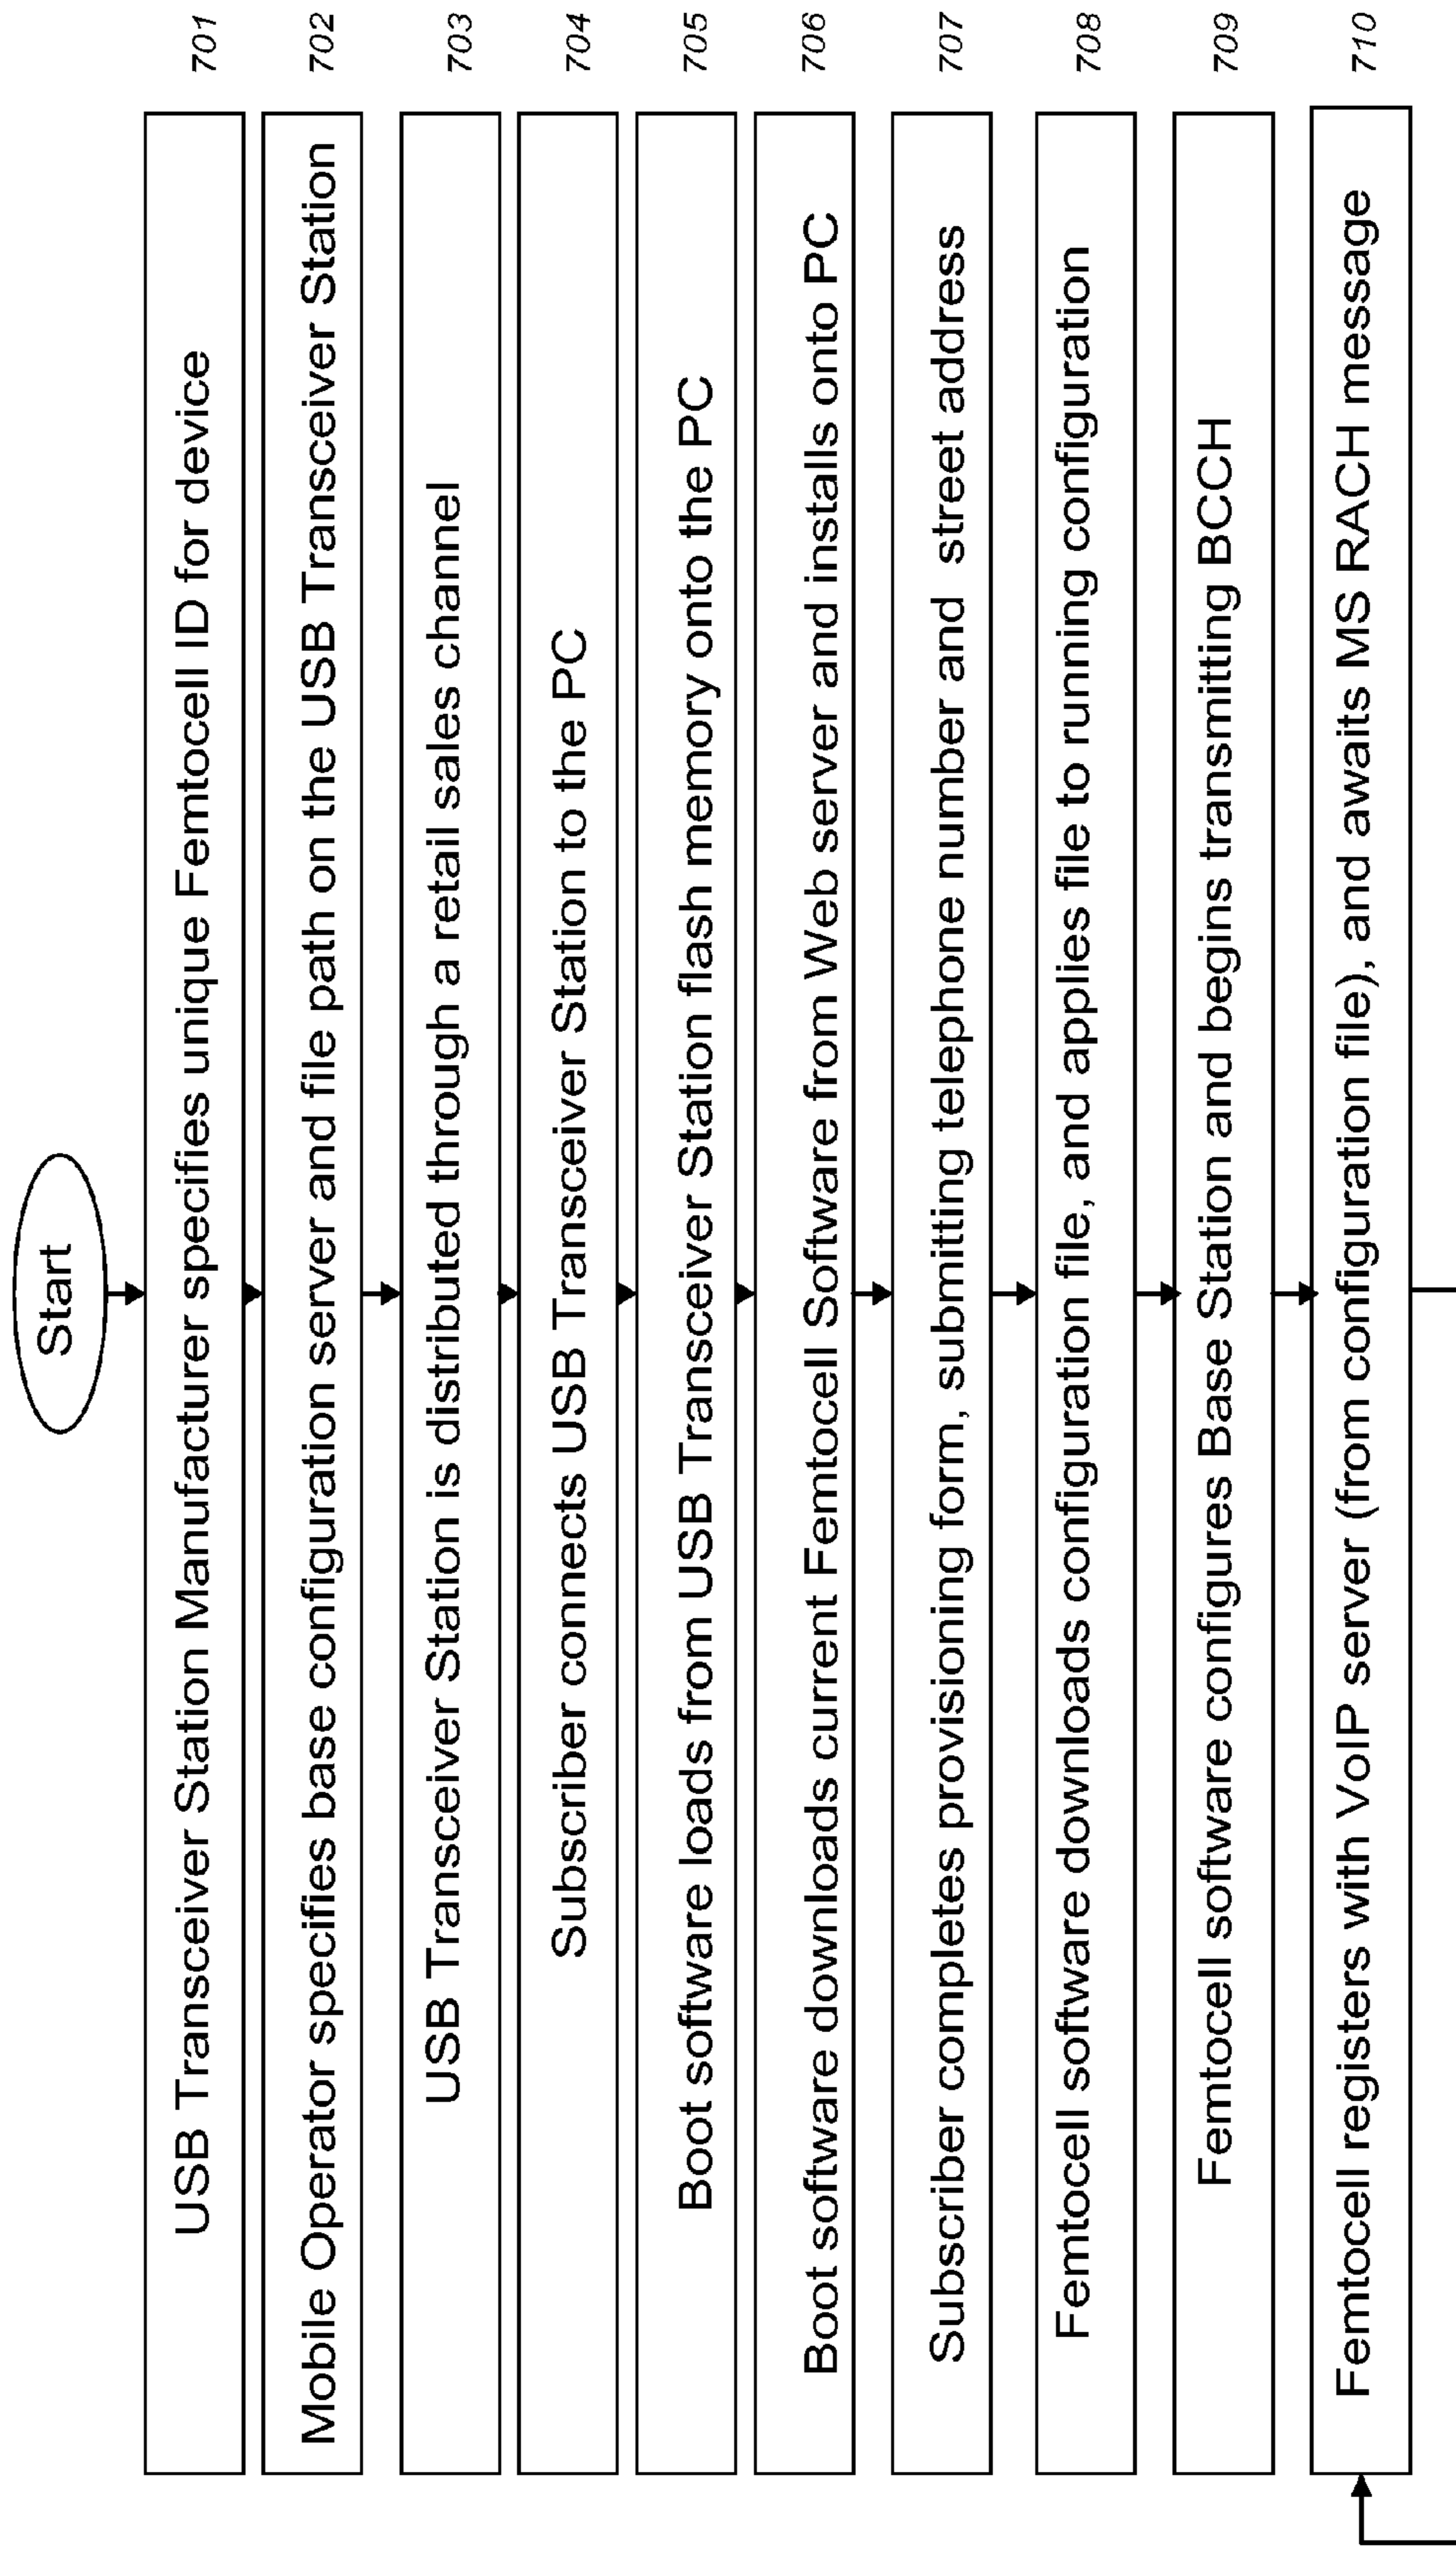 Start
USB Transceiver Station Manufacturer specifies unique Femtocell ID for device
701
Mobile Operator specifies base configuration server and file path on the USB Transceiver Station
702
USB Transceiver Station is distributed through a retail sales channel
703
Subscriber connects USB Transceiver Station to the PC
704
Boot software loads from USB Transceiver Station flash memory onto the PC
705
Boot software downloads current Femtocell Software from Web server and installs onto PC
706
Subscriber completes provisioning form, submitting telephone number and street address
707
Femtocell software downloads configuration file, and applies file to running configuration
708
Femtocell software configures Base Station and begins transmitting BCCH
709
Femtocell registers with VoIP server (from configuration file), and awaits MS RACH message
710